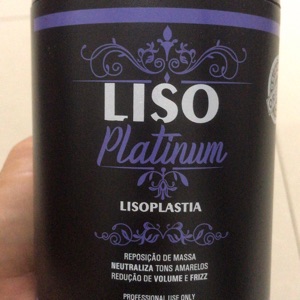 LISO
Platinum
LISOPLASTIA
REPOSIÇÃO DE MASSA
NEUTRALIZA TONS AMARELOS
REDUÇÃO DE VOLUME E FRIZZ
PROFESSIONAL USE ONLY